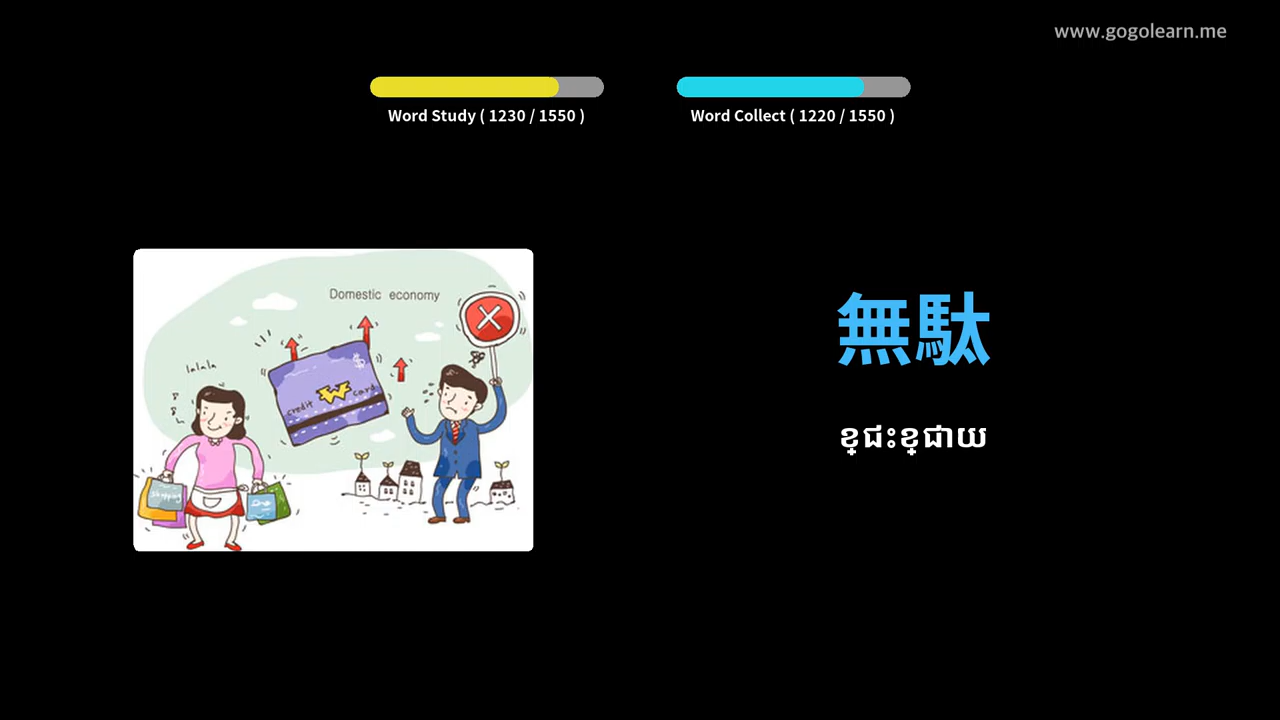 www.gogolearn.me
Word Study ( 1230 / 1550 )
Word Collect ( 1220 / 1550 )
Domestic economy
lalala
$
W
credit card
shopping
無駄
ខ្ជះខ្ជាយ